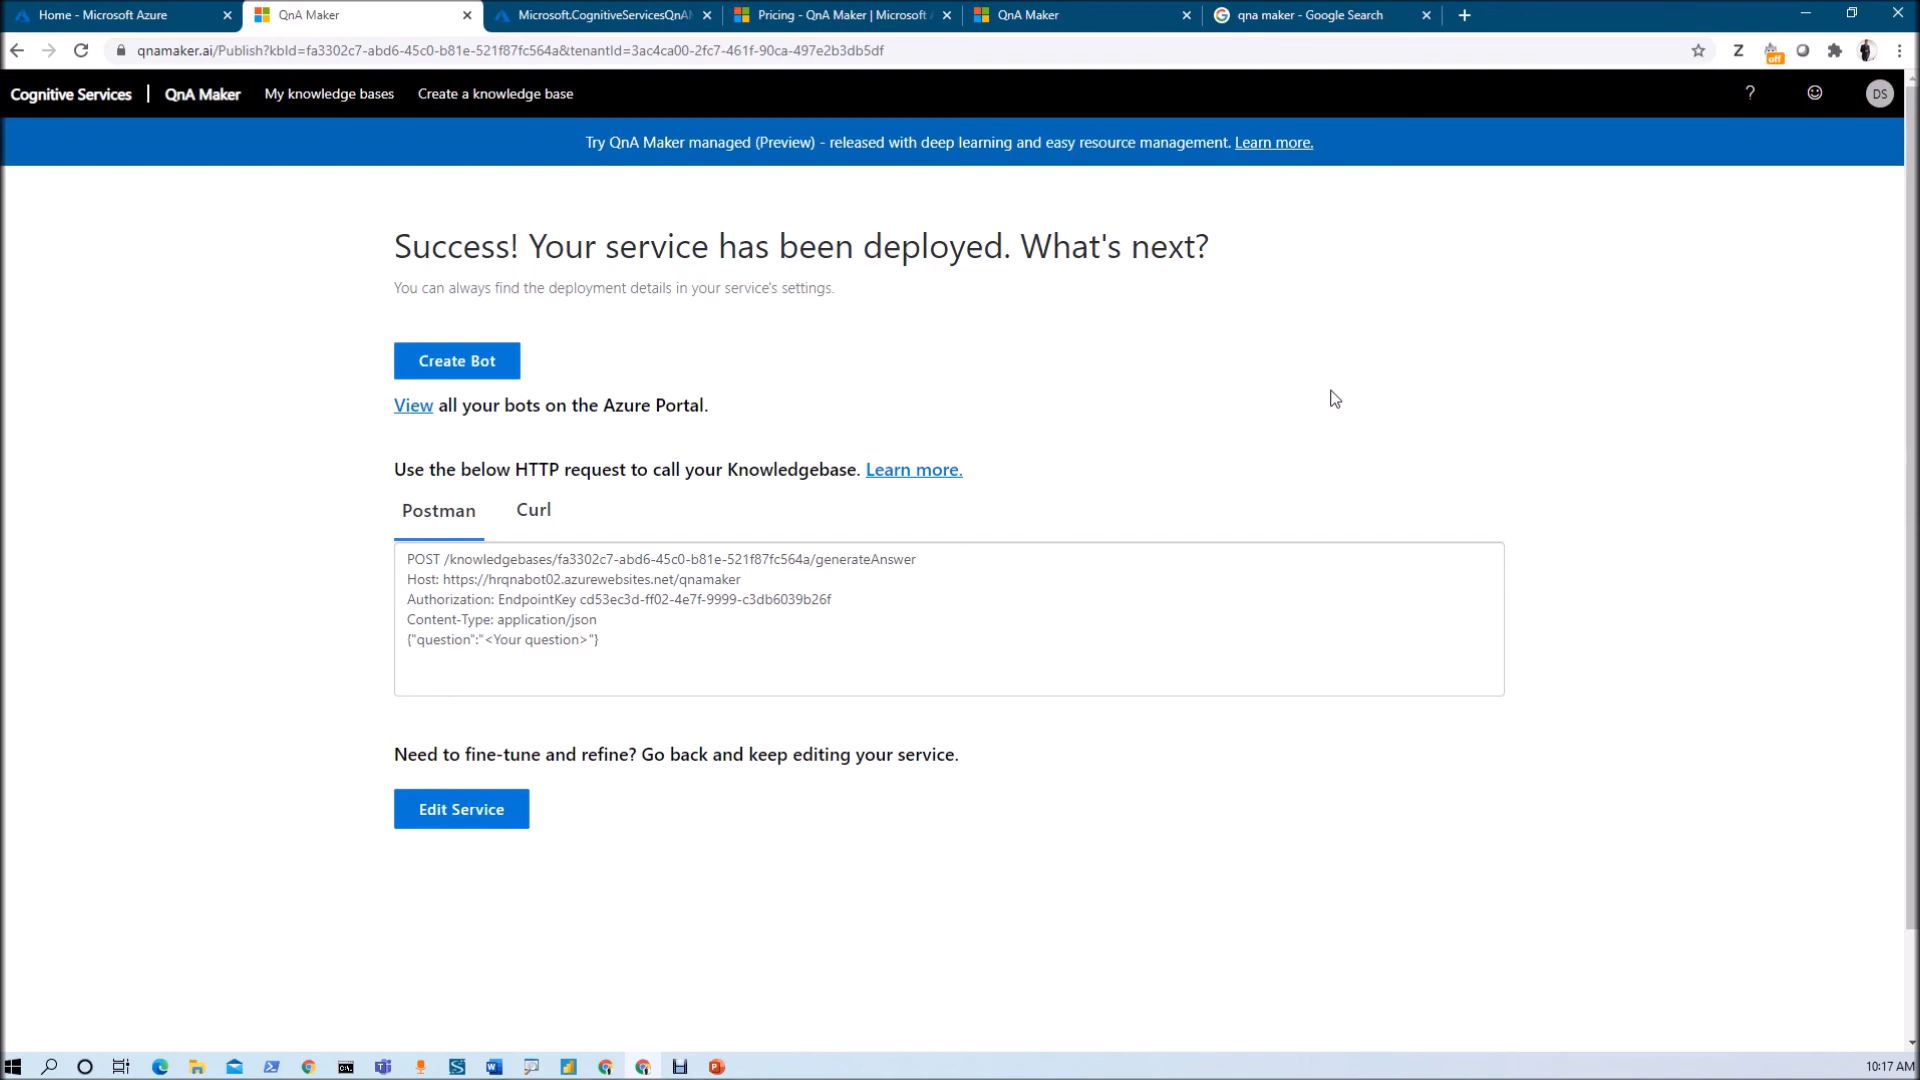 Home - Microsoft Azure
QnA Maker
Microsoft.CognitiveServicesQnA
Pricing - QnA Maker | Microsoft
QnA Maker
qna maker - Google Search
qnamaker.ai/Publish?kbId=fa3302c7-abd6-45c0-b81e-521f87fc564a&tenantId=3ac4ca00-2fc7-461f-90ca-497e2b3db5df
Z
off
Cognitive Services | QnA Maker My knowledge bases Create a knowledge base
?
DS
Try QnA Maker managed (Preview) - released with deep learning and easy resource management. Learn more.
Success! Your service has been deployed. What's next?
You can always find the deployment details in your service's settings.
Create Bot
View all your bots on the Azure Portal.
Use the below HTTP request to call your Knowledgebase. Learn more.
Postman Curl
POST /knowledgebases/fa3302c7-abd6-45c0-b81e-521f87fc564a/generateAnswer
Host: https://hrqnabot02.azurewebsites.net/qnamaker
Authorization: EndpointKey cd53ec3d-ff02-4e7f-9999-c3db6039b26f
Content-Type: application/json
{"question":"<Your question>"}
Need to fine-tune and refine? Go back and keep editing your service.
Edit Service
10:17 AM